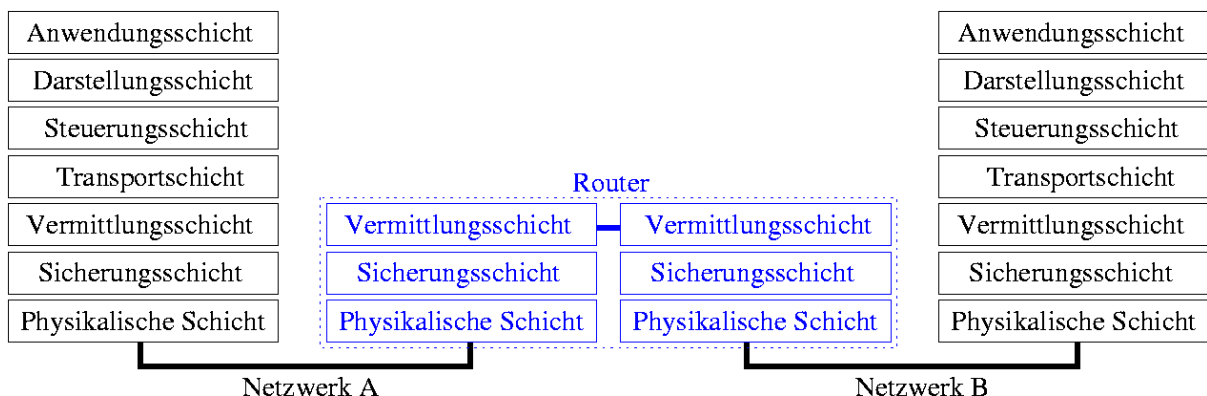 Anwendungsschicht
Darstellungsschicht
Steuerungsschicht
Transportschicht
Vermittlungsschicht
Sicherungsschicht
Physikalische Schicht
Netzwerk A
Router
Vermittlungsschicht
Sicherungsschicht
Physikalische Schicht
Vermittlungsschicht
Sicherungsschicht
Physikalische Schicht
Anwendungsschicht
Darstellungsschicht
Steuerungsschicht
Transportschicht
Vermittlungsschicht
Sicherungsschicht
Physikalische Schicht
Netzwerk B